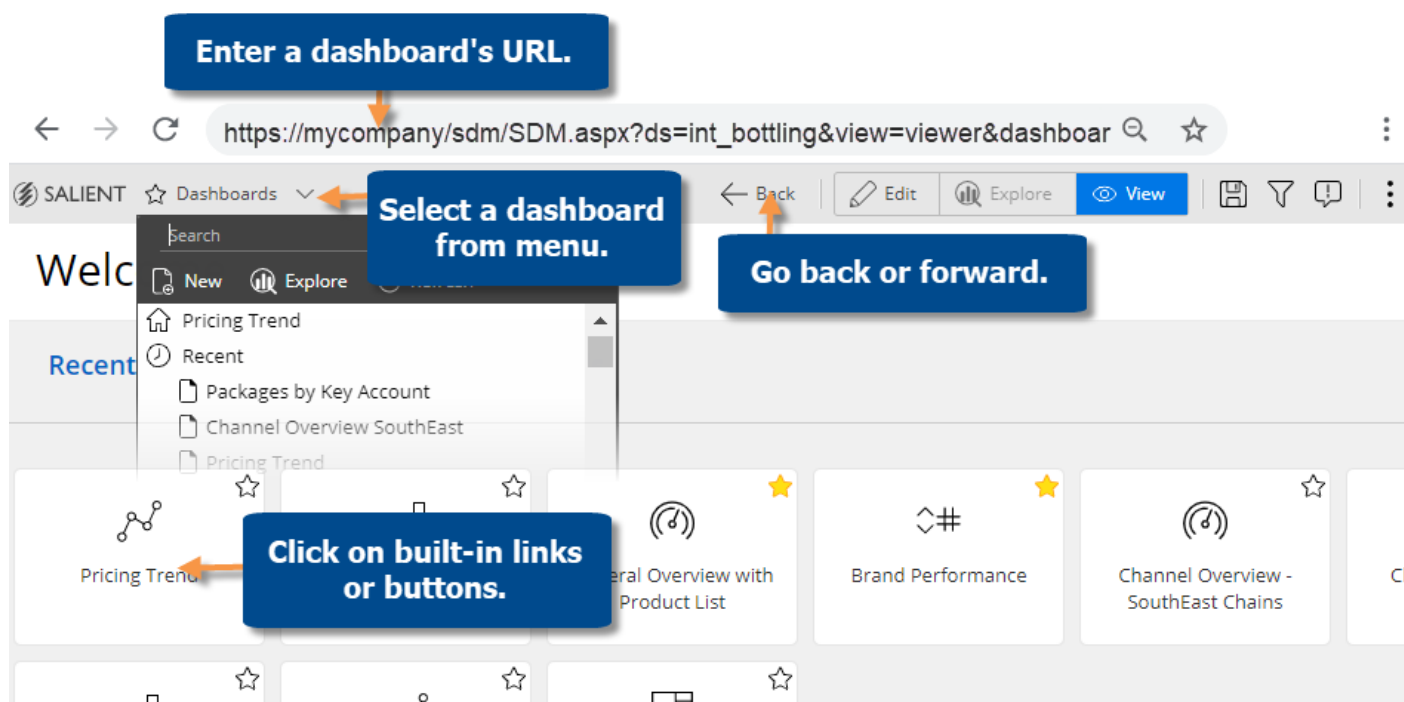 Enter a dashboard's URL.
https://mycompany/sdm/SDM.aspx?ds=int_bottling&view=viewer&dashboar
SALIENT Dashboards
Back Edit Explore View
Select a dashboard
from menu.
Go back or forward.
Search
Welc
New Explore
Pricing Trend
Recent
Recent
Packages by Key Account
Channel Overview SouthEast
Pricing Trend
Click on built-in links
or buttons.
Pricing Trend
eral Overview with
Product List
Brand Performance
Channel Overview -
SouthEast Chains